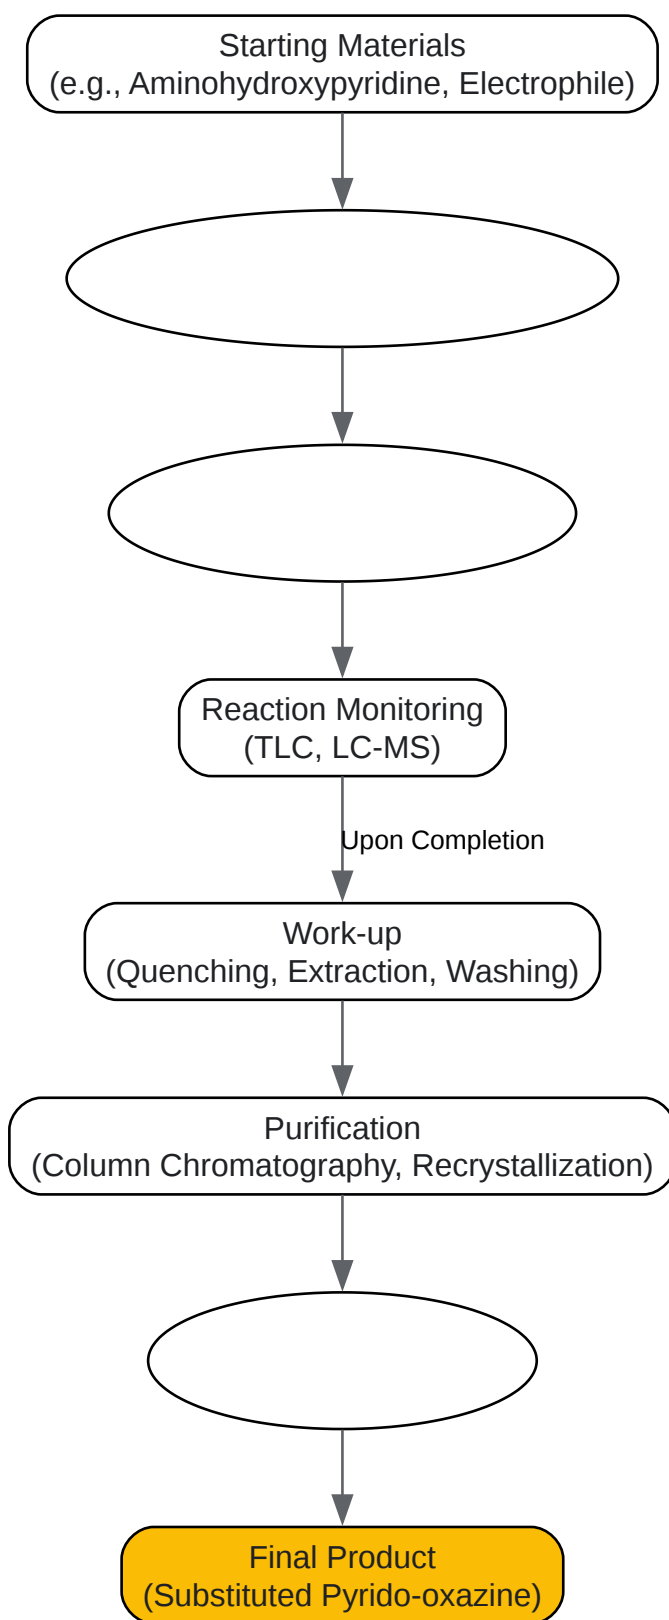 Starting Materials
(e.g., Aminohydroxypyridine, Electrophile)
Reaction Monitoring
(TLC, LC-MS)
Upon Completion
Work-up
(Quenching, Extraction, Washing)
Purification
(Column Chromatography, Recrystallization)
Final Product
(Substituted Pyrido-oxazine)